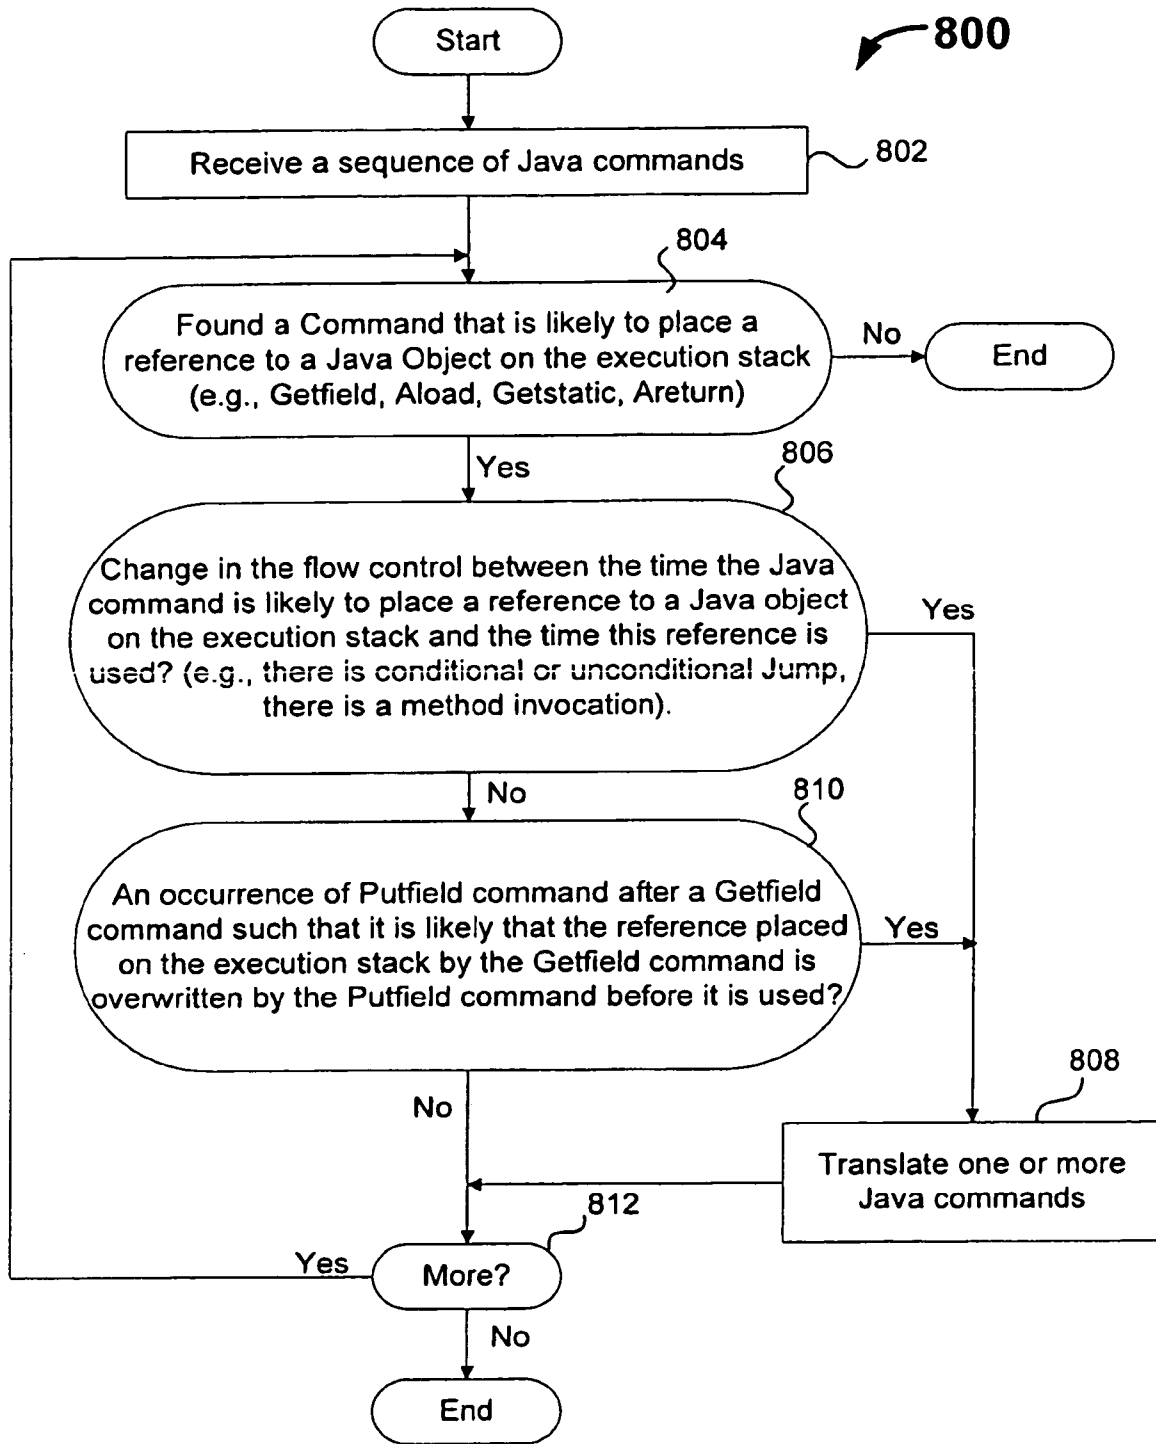 Start
800
Receive a sequence of Java commands
802
804
Found a Command that is likely to place a
reference to a Java Object on the execution stack
(e.g., Getfield, Aload, Getstatic, Areturn)
No
End
Yes
806
Change in the flow control between the time the Java
command is likely to place a reference to a Java object
on the execution stack and the time this reference is
used? (e.g., there is conditional or unconditional Jump,
there is a method invocation).
Yes
No
810
An occurrence of Putfield command after a Getfield
command such that it is likely that the reference placed
on the execution stack by the Getfield command is
overwritten by the Putfield command before it is used?
Yes
No
808
Translate one or more
Java commands
812
Yes
More?
No
End